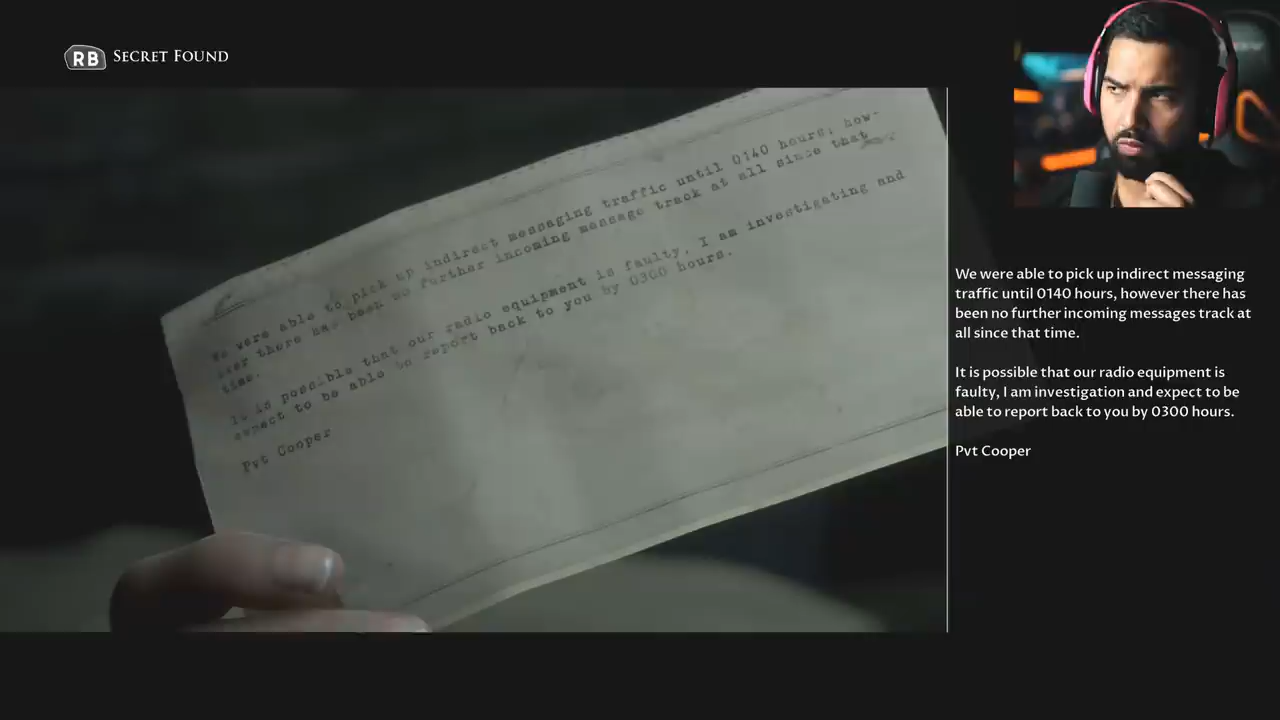 RB SECRET FOUND
We were able to pick up indirect messaging traffic until 0140 hours; how-
ever there has been no further incoming message track at all since that
time.
It is possible that our radio equipment is faulty, I am investigating and
expect to be able to report back to you by 0300 hours.
Pvt Cooper
We were able to pick up indirect messaging
traffic until 0140 hours, however there has
been no further incoming messages track at
all since that time.
It is possible that our radio equipment is
faulty, I am investigation and expect to be
able to report back to you by 0300 hours.
Pvt Cooper